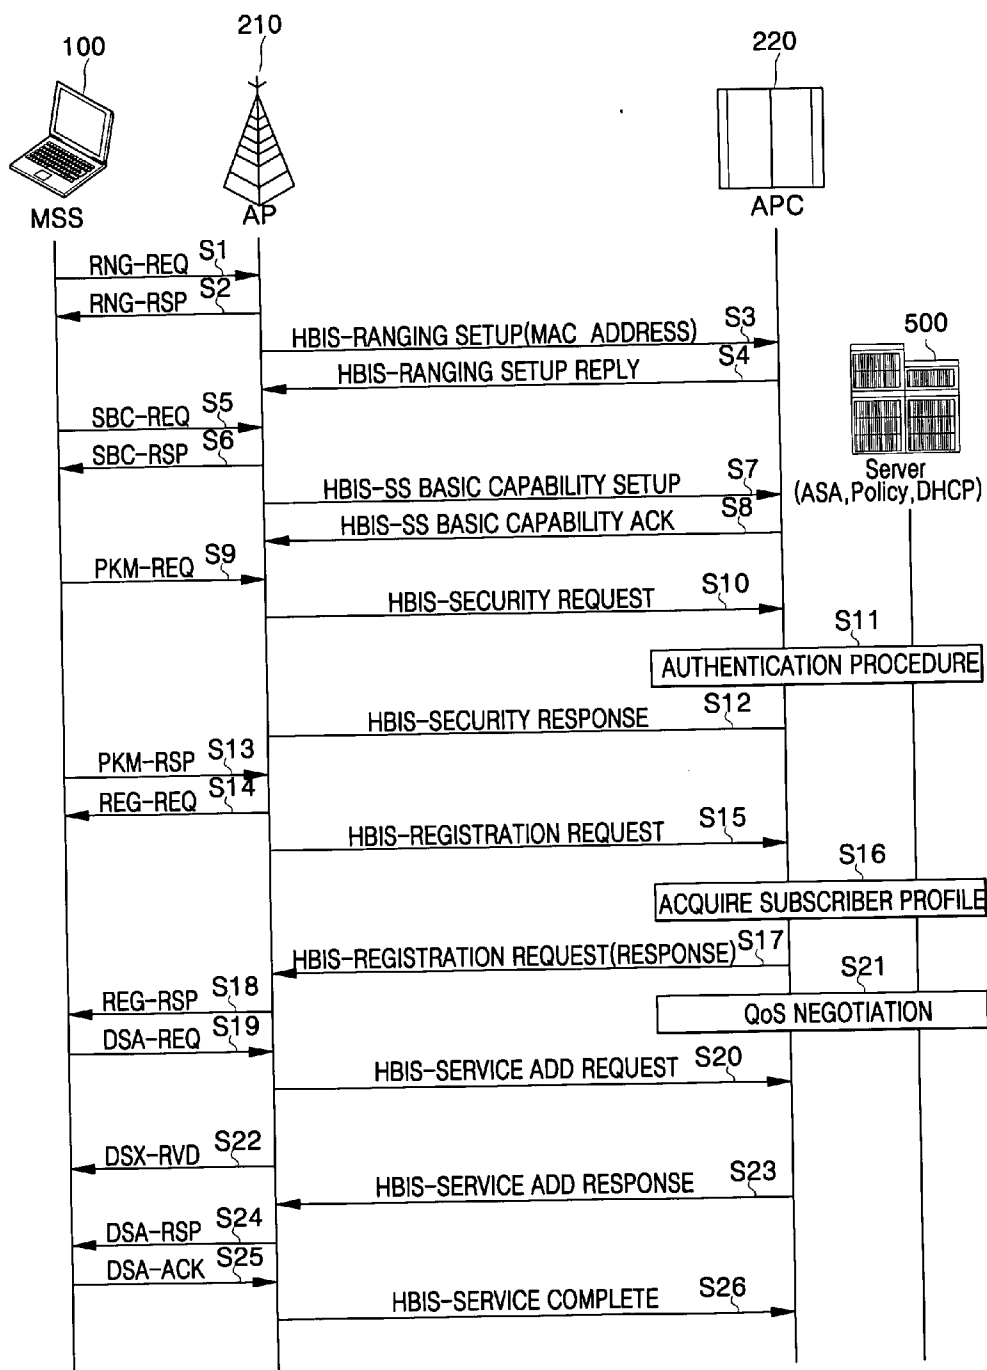 100
210
220
MSS
AP
APC
RNG-REQ S1
RNG-RSP S2
HBIS-RANGING SETUP(MAC ADDRESS) S3
HBIS-RANGING SETUP REPLY S4
500
SBC-REQ S5
SBC-RSP S6
Server
(ASA,Policy,DHCP)
HBIS-SS BASIC CAPABILITY SETUP S7
HBIS-SS BASIC CAPABILITY ACK S8
PKM-REQ S9
HBIS-SECURITY REQUEST S10
S11
AUTHENTICATION PROCEDURE
HBIS-SECURITY RESPONSE S12
PKM-RSP S13
REG-REQ S14
HBIS-REGISTRATION REQUEST S15
S16
ACQUIRE SUBSCRIBER PROFILE
HBIS-REGISTRATION REQUEST(RESPONSE) S17
S21
QoS NEGOTIATION
REG-RSP S18
DSA-REQ S19
HBIS-SERVICE ADD REQUEST S20
DSX-RVD S22
HBIS-SERVICE ADD RESPONSE S23
DSA-RSP S24
DSA-ACK S25
HBIS-SERVICE COMPLETE S26